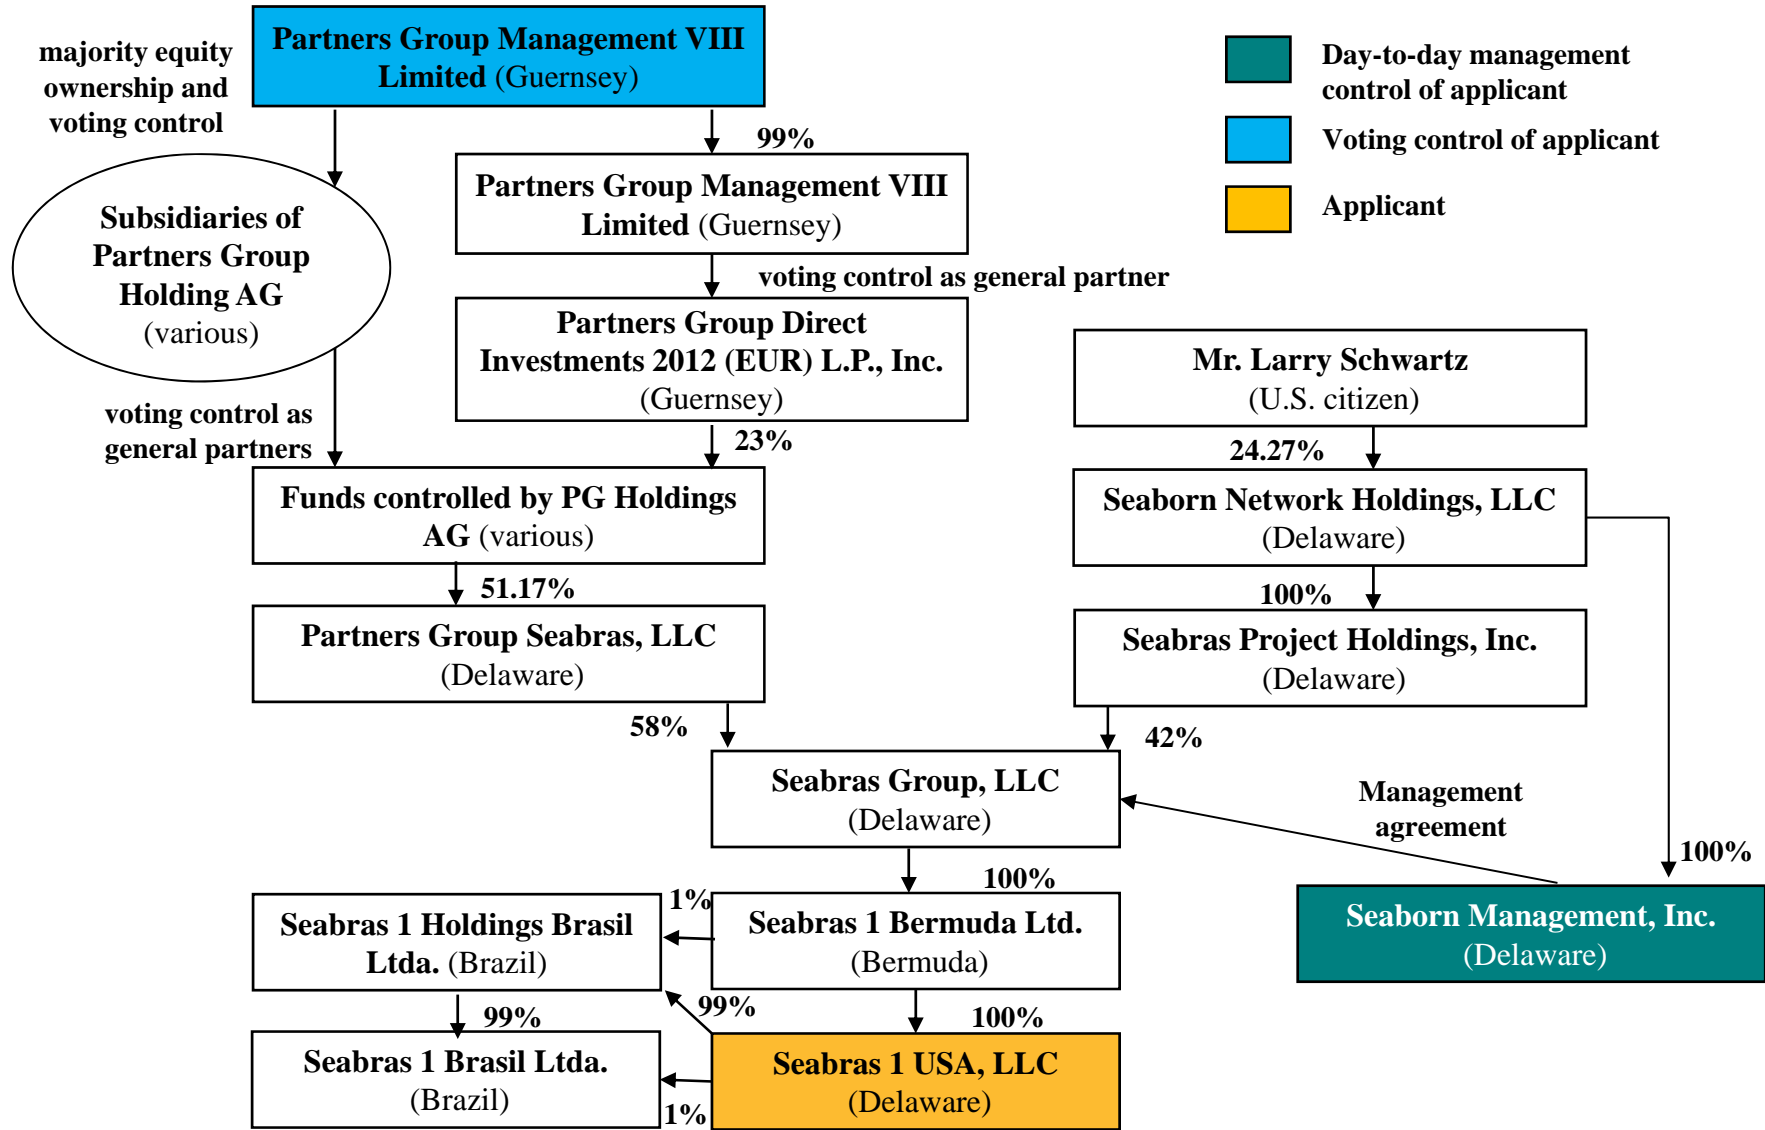 majority equity
ownership and
voting control
Partners Group Management VIII
Limited (Guernsey)
Day-to-day management
control of applicant
Voting control of applicant
Applicant
99%
Partners Group Management VIII
Limited (Guernsey)
Subsidiaries of
Partners Group
Holding AG
(various)
voting control as general partner
Partners Group Direct
Investments 2012 (EUR) L.P., Inc.
(Guernsey)
Mr. Larry Schwartz
(U.S. citizen)
voting control as
general partners
23%
24.27%
Funds controlled by PG Holdings
AG (various)
Seaborn Network Holdings, LLC
(Delaware)
51.17%
100%
Partners Group Seabras, LLC
(Delaware)
Seabras Project Holdings, Inc.
(Delaware)
58%
42%
Seabras Group, LLC
(Delaware)
Management
agreement
100%
100%
1%
Seabras 1 Holdings Brasil
Ltda. (Brazil)
Seabras 1 Bermuda Ltd.
(Bermuda)
Seaborn Management, Inc.
(Delaware)
99%
99%
100%
Seabras 1 Brasil Ltda.
(Brazil)
1%
Seabras 1 USA, LLC
(Delaware)